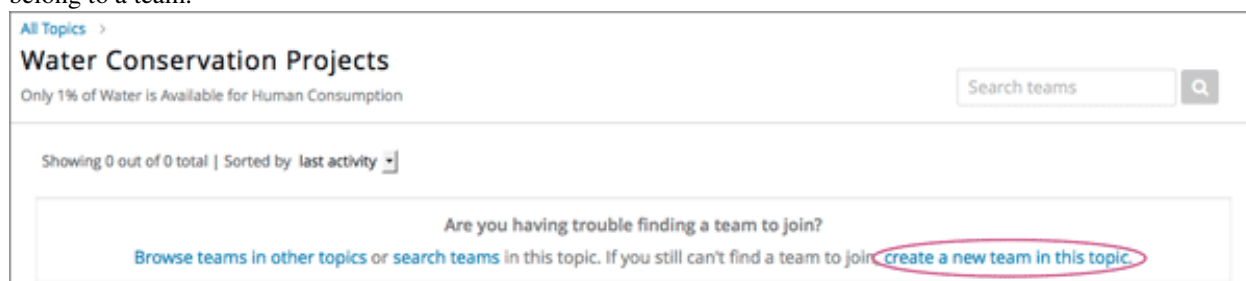 belong to a team.
All Topics >
Water Conservation Projects
Only 1% of Water is Available for Human Consumption
Search teams
Showing 0 out of 0 total | Sorted by last activity
Are you having trouble finding a team to join?
Browse teams in other topics or search teams in this topic. If you still can't find a team to join, create a new team in this topic.